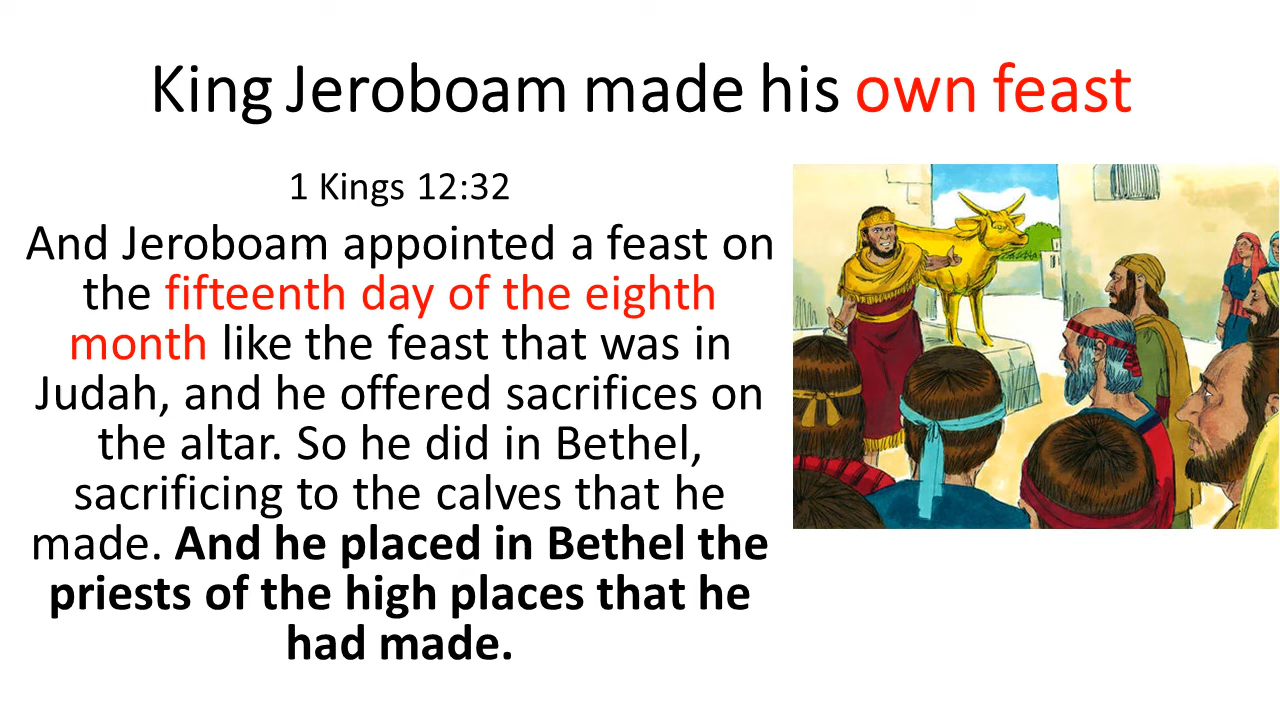 King Jeroboam made his own feast
1 Kings 12:32
And Jeroboam appointed a feast on
the fifteenth day of the eighth
month like the feast that was in
Judah, and he offered sacrifices on
the altar. So he did in Bethel,
sacrificing to the calves that he
made. And he placed in Bethel the
priests of the high places that he
had made.